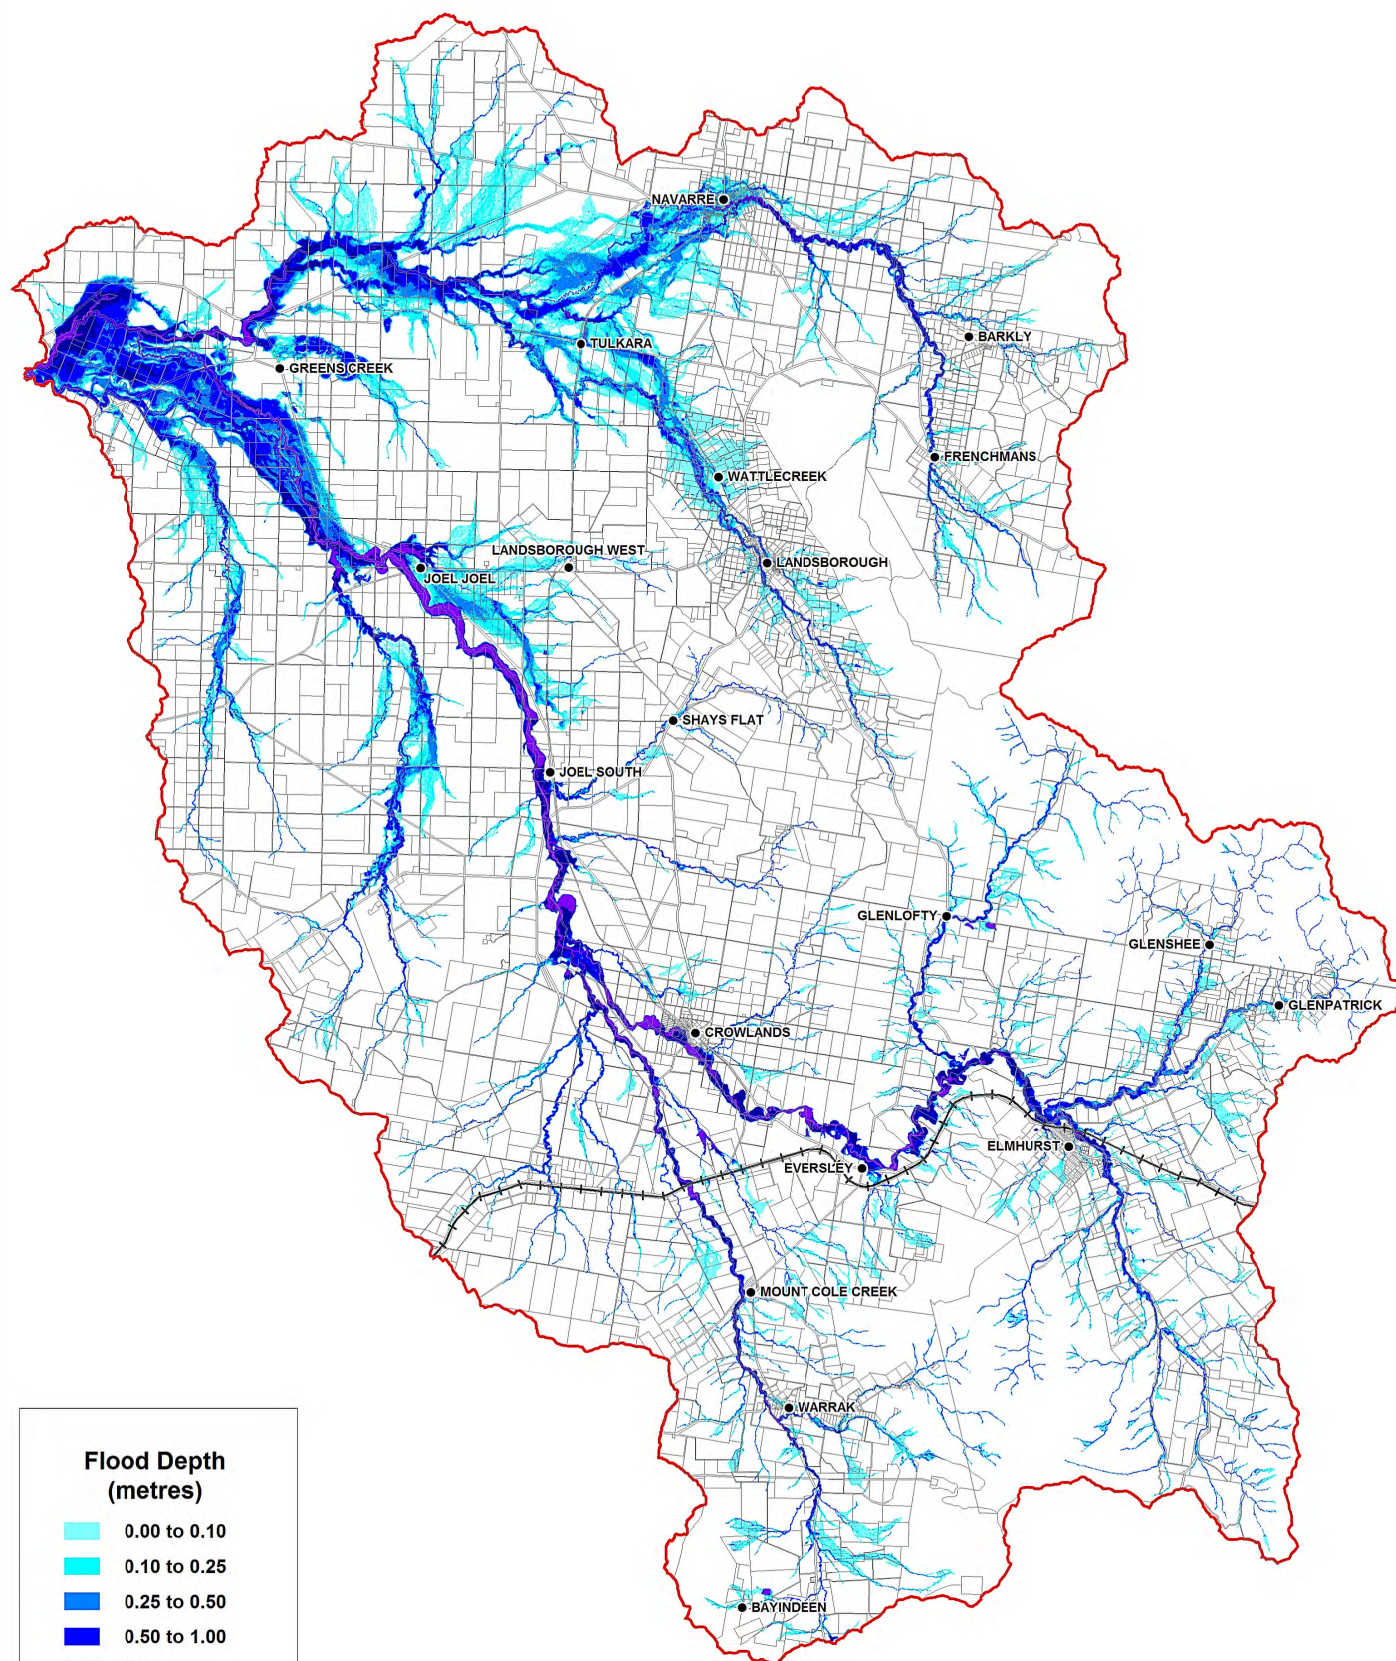 NAVARRE
BARKLY
TULKARA
GREENS CREEK
FRENCHMANS
WATTLECREEK
LANDSBOROUGH WEST
LANDSBOROUGH
JOEL JOEL
SHAYS FLAT
JOEL SOUTH
GLENLOFTY
GLENSHEE
GLENPATRICK
CROWLANDS
ELMHURST
EVERSLEY
MOUNT COLE CREEK
WARRAK
BAYINDEEN
Flood Depth
(metres)
0.00 to 0.10
0.10 to 0.25
0.25 to 0.50
0.50 to 1.00